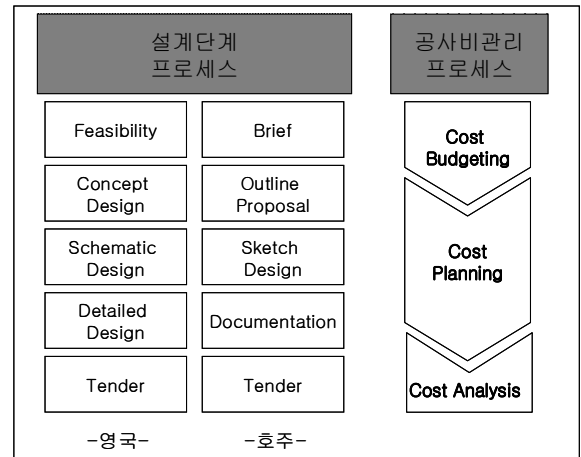 설계단계
프로세스
공사비관리
프로세스
Feasibility
Brief
Cost
Budgeting
Concept
Design
Outline
Proposal
Schematic
Design
Sketch
Design
Cost
Planning
Detailed
Design
Documentation
Tender
Tender
Cost Analysis
-영국-
-호주-